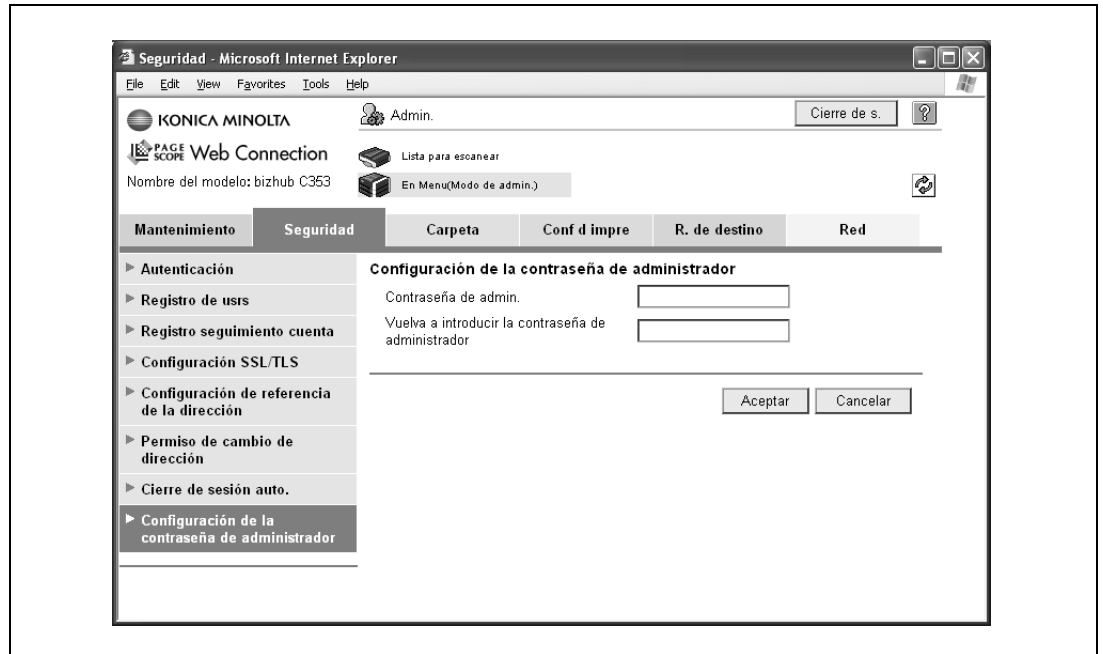 Seguridad - Microsoft Internet Explorer
File Edit View Favorites Tools Help
KONICA MINOLTA
Admin.
Cierre de s.
?
PAGE SCOPE Web Connection
Lista para escanear
Nombre del modelo: bizhub C353
En Menu(Modo de admin.)
Mantenimiento Seguridad Carpeta Conf d impre R. de destino Red
Autenticación
Registro de usrs
Registro seguimiento cuenta
Configuración SSL/TLS
Configuración de referencia
de la dirección
Permiso de cambio de
dirección
Cierre de sesión auto.
Configuración de la
contraseña de administrador
Configuración de la contraseña de administrador
Contraseña de admin.
Vuelva a introducir la contraseña de
administrador
Aceptar Cancelar